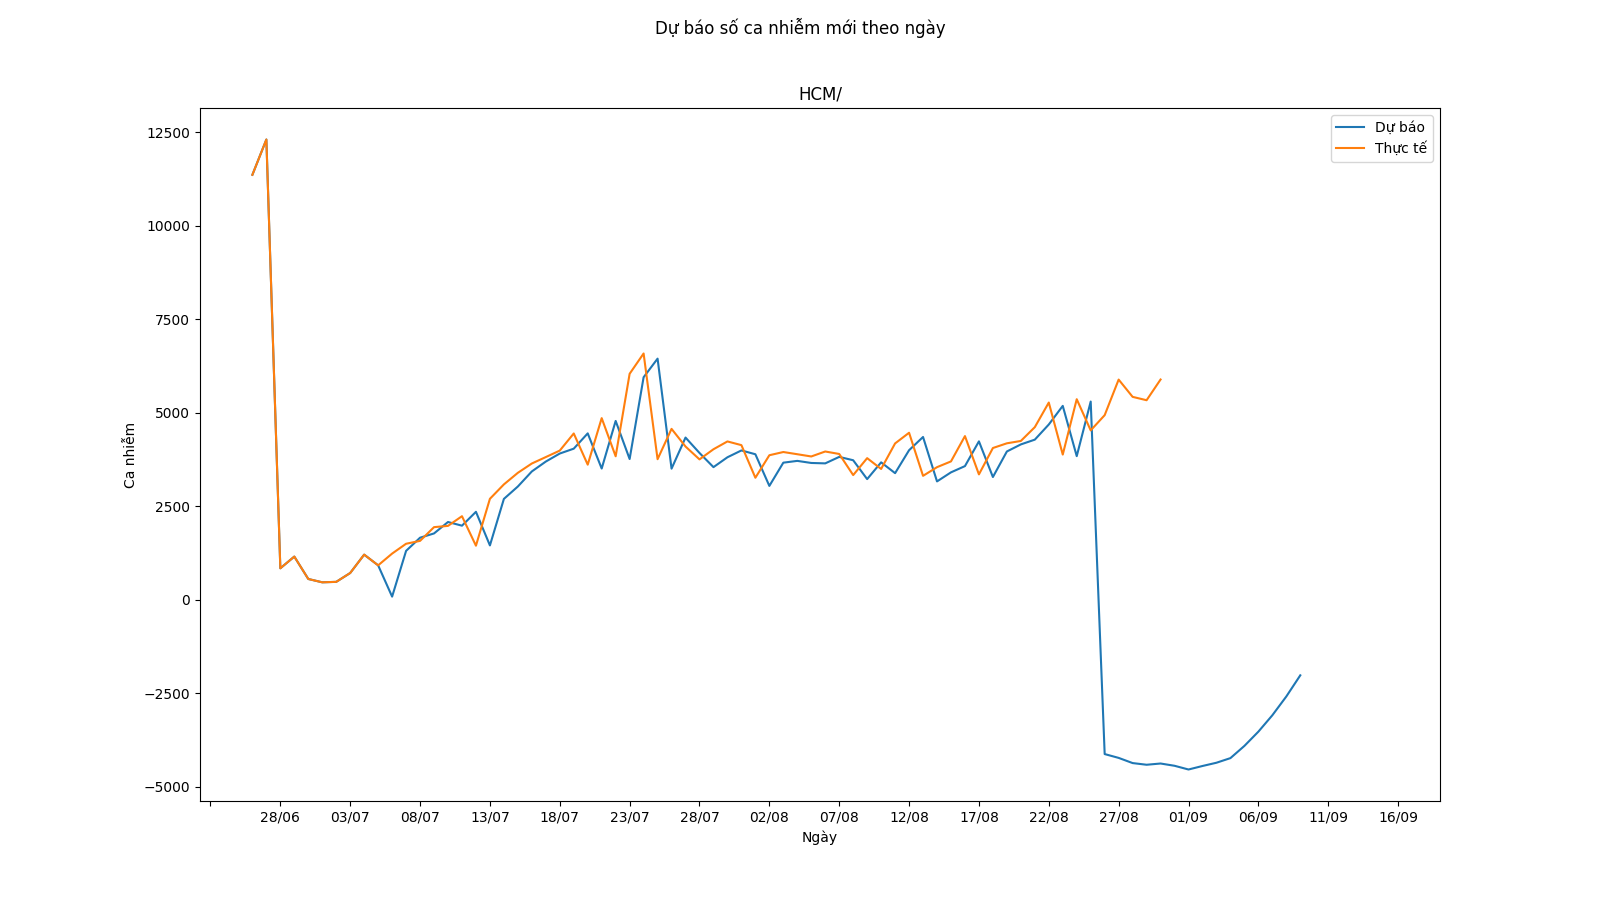 Dự báo số ca nhiễm mới theo ngày
HCM/
Dự báo
Thực tế
12500
10000
7500
5000
2500
0
−2500
−5000
Ca nhiễm
28/06 03/07 08/07 13/07 18/07 23/07 28/07 02/08 07/08 12/08 17/08 22/08 27/08 01/09 06/09 11/09 16/09
Ngày